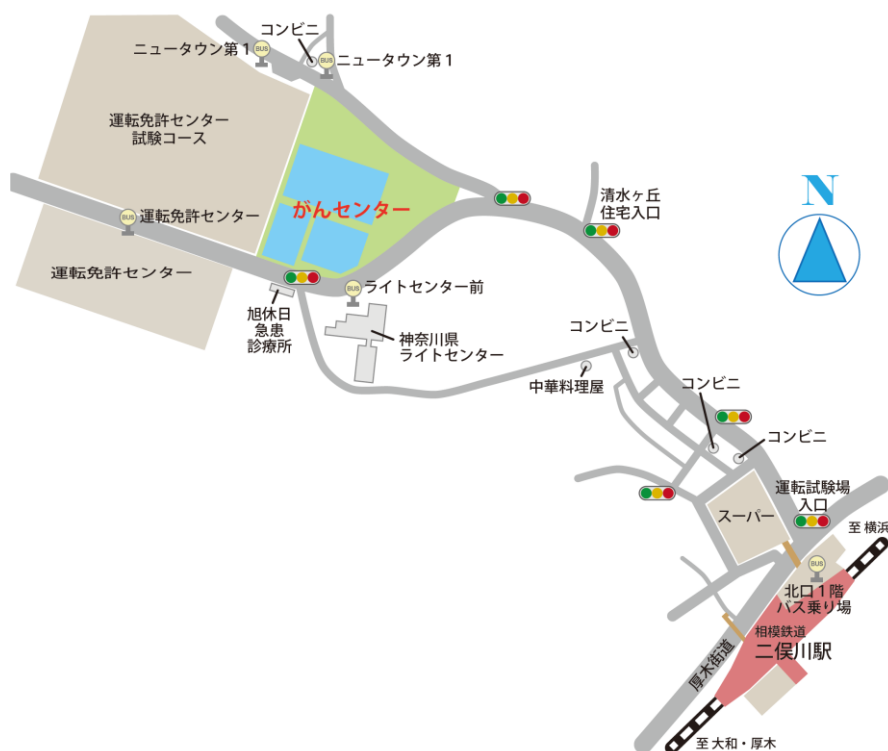 コンビニ
ニュータウン第１
BUS
BUS
ニュータウン第１
運転免許センター
試験コース
N
清水ヶ丘
住宅入口
がんセンター
BUS
運転免許センター
運転免許センター
BUS
ライトセンター前
旭休日
急患
診療所
神奈川県
ライトセンター
コンビニ
中華料理屋
コンビニ
コンビニ
運転試験場
入口
スーパー
至 横浜
BUS
北口１階
バス乗り場
相模鉄道
二俣川駅
厚木街道
至 大和・厚木